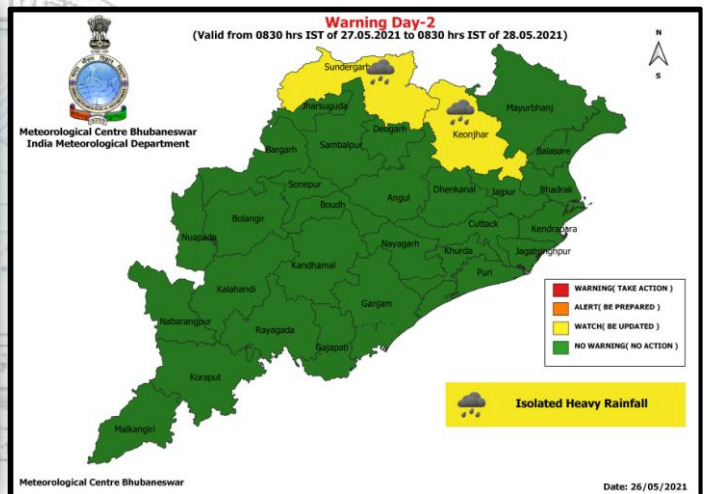 Warning Day-2
(Valid from 0830 hrs IST of 27.05.2021 to 0830 hrs IST of 28.05.2021)
N
S
Meteorological Centre Bhubaneswar
India Meteorological Department
Sundergarh
Jharsuguda
Mayurbhanj
Keonjhar
Deogarh
Bargarh
Sambalpur
Balasore
Sonepur
Dhenkanal
Jajpur
Bhadrak
Boudh
Angul
Bolangir
Cuttack
Kendrapara
Nuapada
Nayagarh
Khurda
Jagatsinghpur
Kandhamal
Puri
Kalahandi
Ganjam
Nabarangpur
Rayagada
Gajapati
Koraput
Malkangiri
WARNING( TAKE ACTION )
ALERT( BE PREPARED )
WATCH( BE UPDATED )
NO WARNING( NO ACTION )
Isolated Heavy Rainfall
Meteorological Centre Bhubaneswar
Date: 26/05/2021